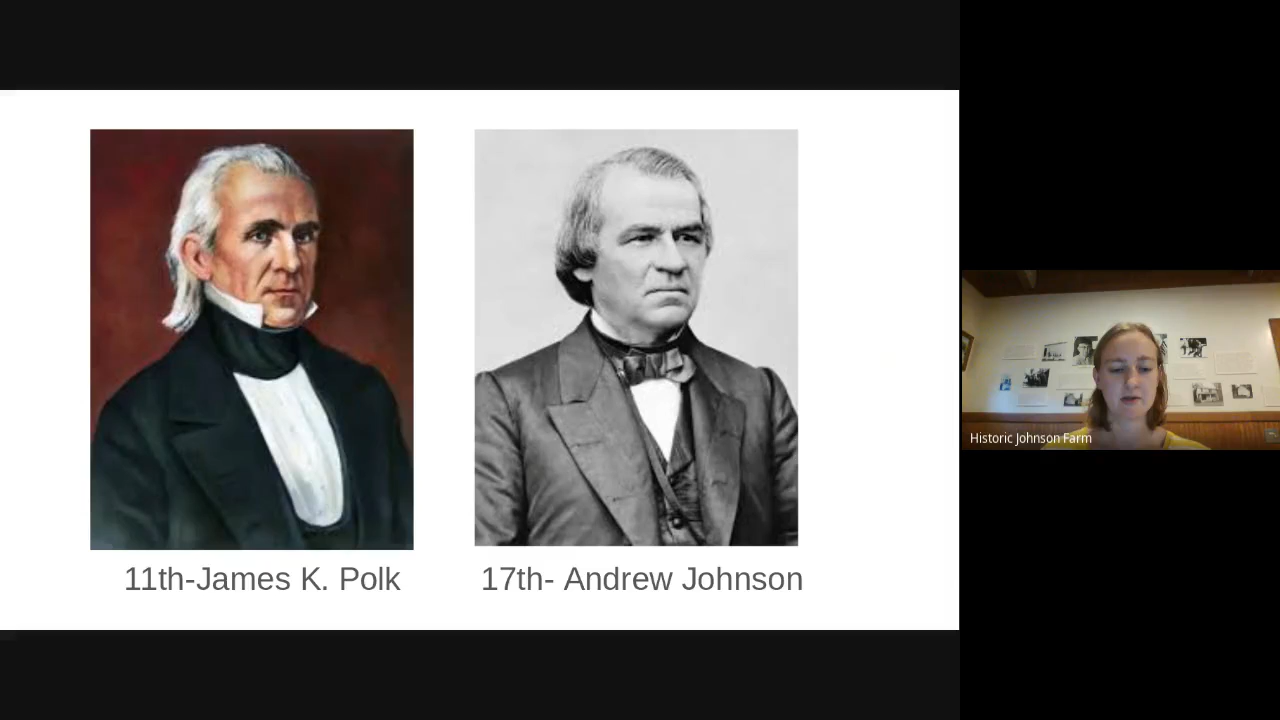 11th-James K. Polk
17th- Andrew Johnson
Historic Johnson Farm